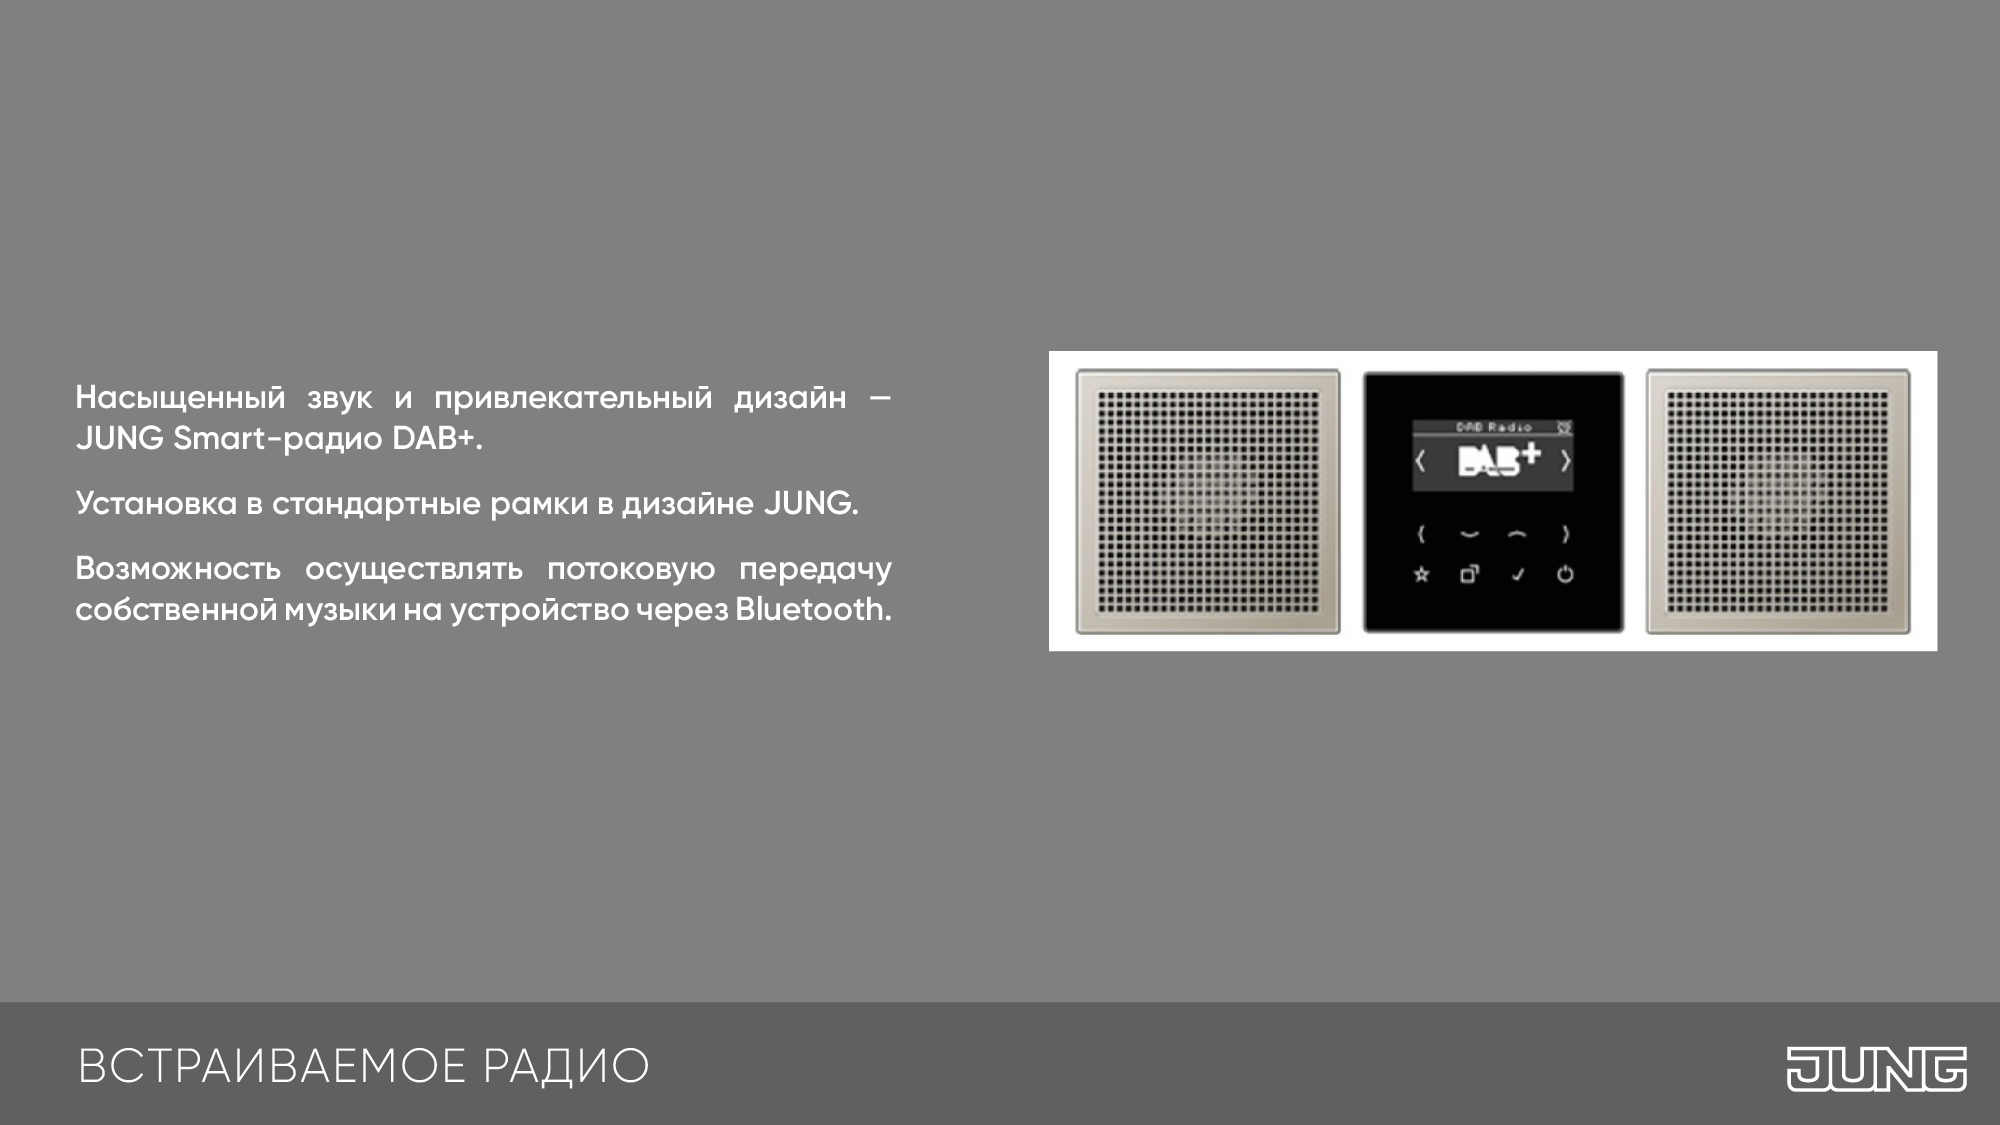 Насыщенный звук и привлекательный дизайн –
JUNG Smart-радио DAB+.
Установка в стандартные рамки в дизайне JUNG.
Возможность осуществлять потоковую передачу
собственной музыки на устройство через Bluetooth.
DAB Radio
DAB+
ВСТРАИВАЕМОЕ РАДИО
JUNG